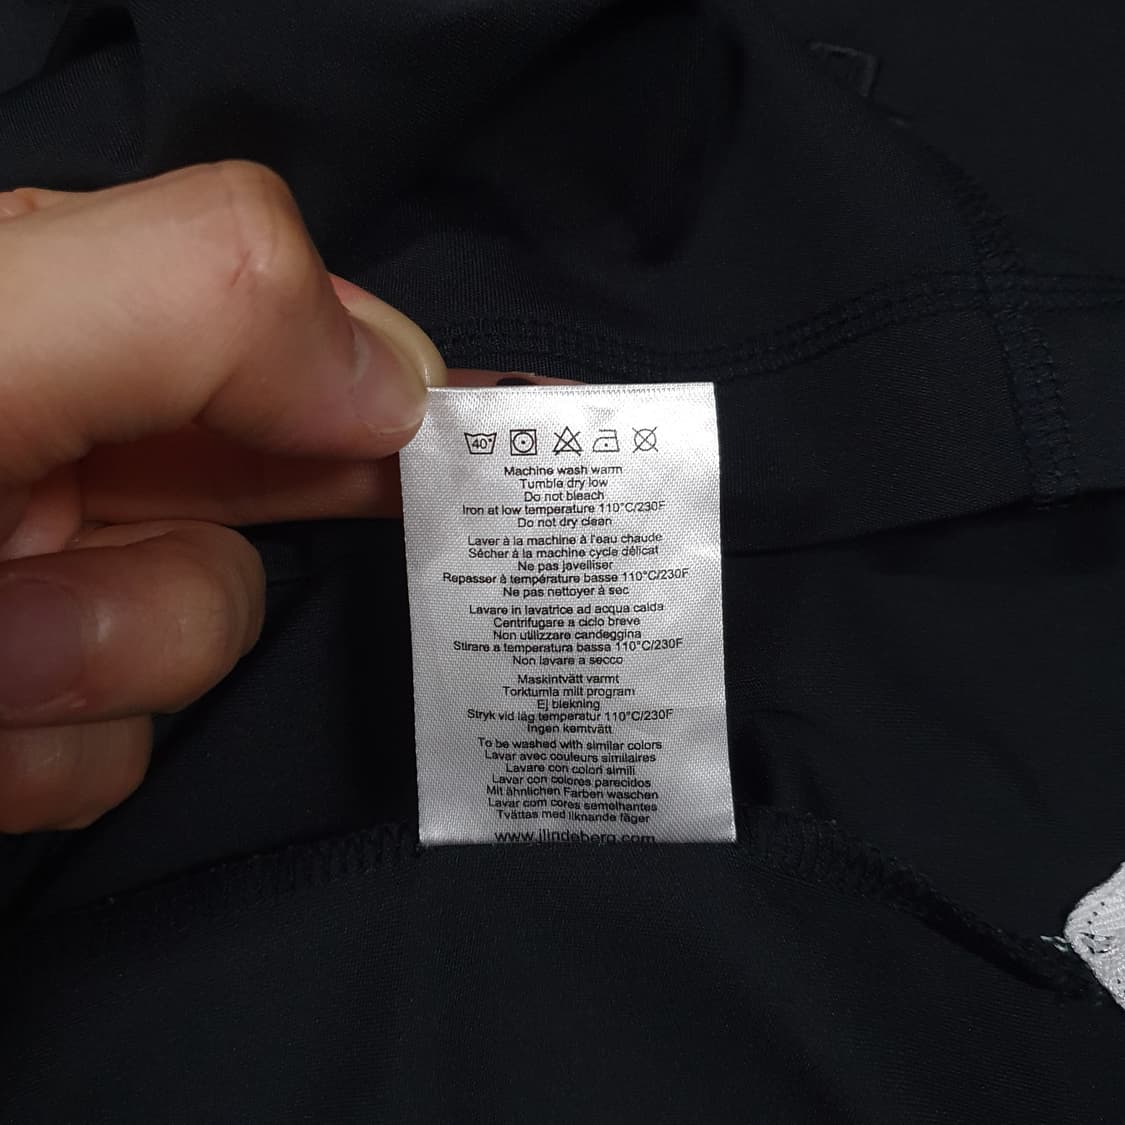 40°
Machine wash warm
Tumble dry low
Do not bleach
Iron at low temperature 110°C/230F
Do not dry clean
Laver à la machine à l'eau chaude
Sécher à la machine cycle délicat
Ne pas javelliser
Repasser à température basse 110°C/230F
Ne pas nettoyer à sec
Lavare in lavatrice ad acqua calda
Centrifugare a ciclo breve
Non utilizzare candeggina
Stirare a temperatura bassa 110°C/230F
Non lavare a secco
Maskintvätt varmt
Torktumla milt program
Ej blekning
Stryk vid låg temperatur 110°C/230F
Ingen kemtvätt
To be washed with similar colors
Lavar avec couleurs similaires
Lavare con colori simili
Lavar con colores parecidos
Mit ähnlichen Farben waschen
Lavar com cores semelhantes
Tvättas med liknande färger
www.jlindeberg.com